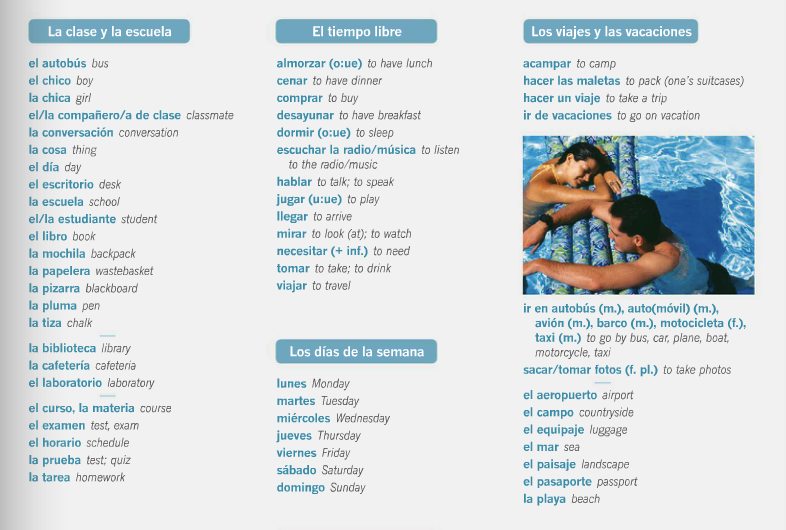 La clase y la escuela
el autobús bus
el chico boy
la chica girl
el/la compañero/a de clase classmate
la conversación conversation
la cosa thing
el día day
el escritorio desk
la escuela school
el/la estudiante student
el libro book
la mochila backpack
la papelera wastebasket
la pizarra blackboard
la pluma pen
la tiza chalk
la biblioteca library
la cafetería cafeteria
el laboratorio laboratory
el curso, la materia course
el examen test, exam
el horario schedule
la prueba test; quiz
la tarea homework
El tiempo libre
almorzar (o:ue) to have lunch
cenar to have dinner
comprar to buy
desayunar to have breakfast
dormir (o:ue) to sleep
escuchar la radio/música to listen
to the radio/music
hablar to talk; to speak
jugar (u:ue) to play
llegar to arrive
mirar to look (at); to watch
necesitar (+ inf.) to need
tomar to take; to drink
viajar to travel
Los días de la semana
lunes Monday
martes Tuesday
miércoles Wednesday
jueves Thursday
viernes Friday
sábado Saturday
domingo Sunday
Los viajes y las vacaciones
acampar to camp
hacer las maletas to pack (one's suitcases)
hacer un viaje to take a trip
ir de vacaciones to go on vacation
ir en autobús (m.), auto(móvil) (m.),
avión (m.), barco (m.), motocicleta (f.),
taxi (m.) to go by bus, car, plane, boat,
motorcycle, taxi
sacar/tomar fotos (f. pl.) to take photos
el aeropuerto airport
el campo countryside
el equipaje luggage
el mar sea
el paisaje landscape
el pasaporte passport
la playa beach